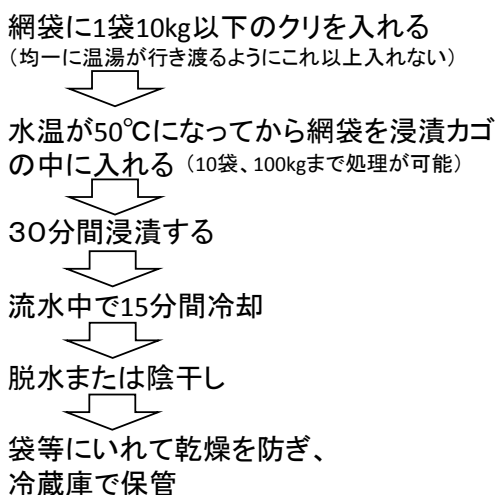 網袋に1袋10kg以下のクリを入れる
（均一に温湯が行き渡るようにこれ以上入れない）
水温が50℃になってから網袋を浸漬カゴ
の中に入れる（10袋、100kgまで処理が可能）
３０分間浸漬する
流水中で15分間冷却
脱水または陰干し
袋等にいれて乾燥を防ぎ、
冷蔵庫で保管